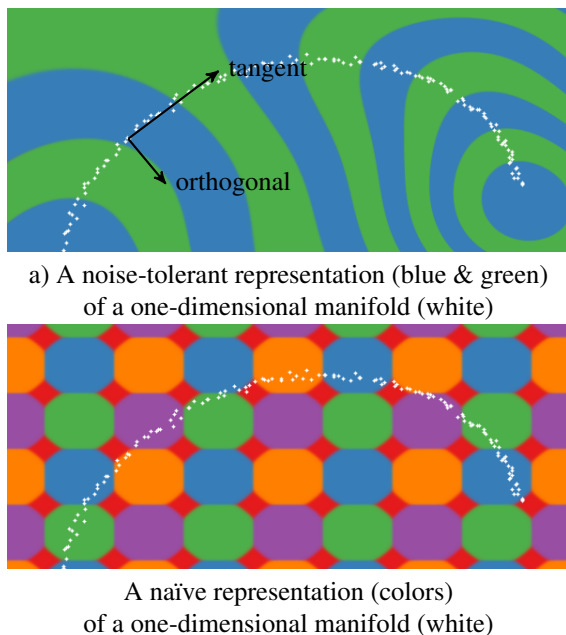 tangent
orthogonal
a) A noise-tolerant representation (blue & green)
of a one-dimensional manifold (white)
A naïve representation (colors)
of a one-dimensional manifold (white)